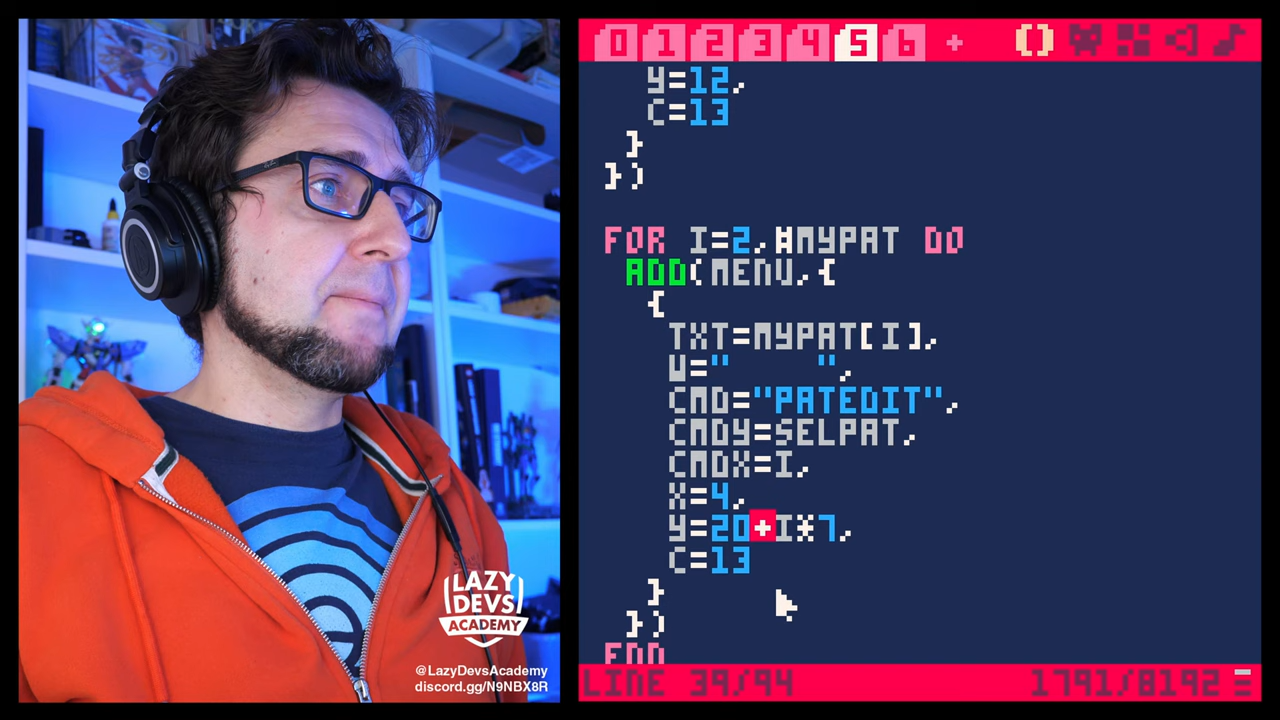 0 1 2 3 4 5 6 + ()
Y=12,
C=13
}
})
FOR I=2,#MYPAT DO
ADD(MENU,{
{
TXT=MYPAT[I],
W="     ",
CMD="PATEDIT",
CMDY=SELPAT,
CMDX=I,
X=4,
Y=20+I*7,
C=13
}
})
END
LINE 39/94 1791/8192
LAZY
DEVS
ACADEMY
@LazyDevsAcademy
discord.gg/N9NBX8R